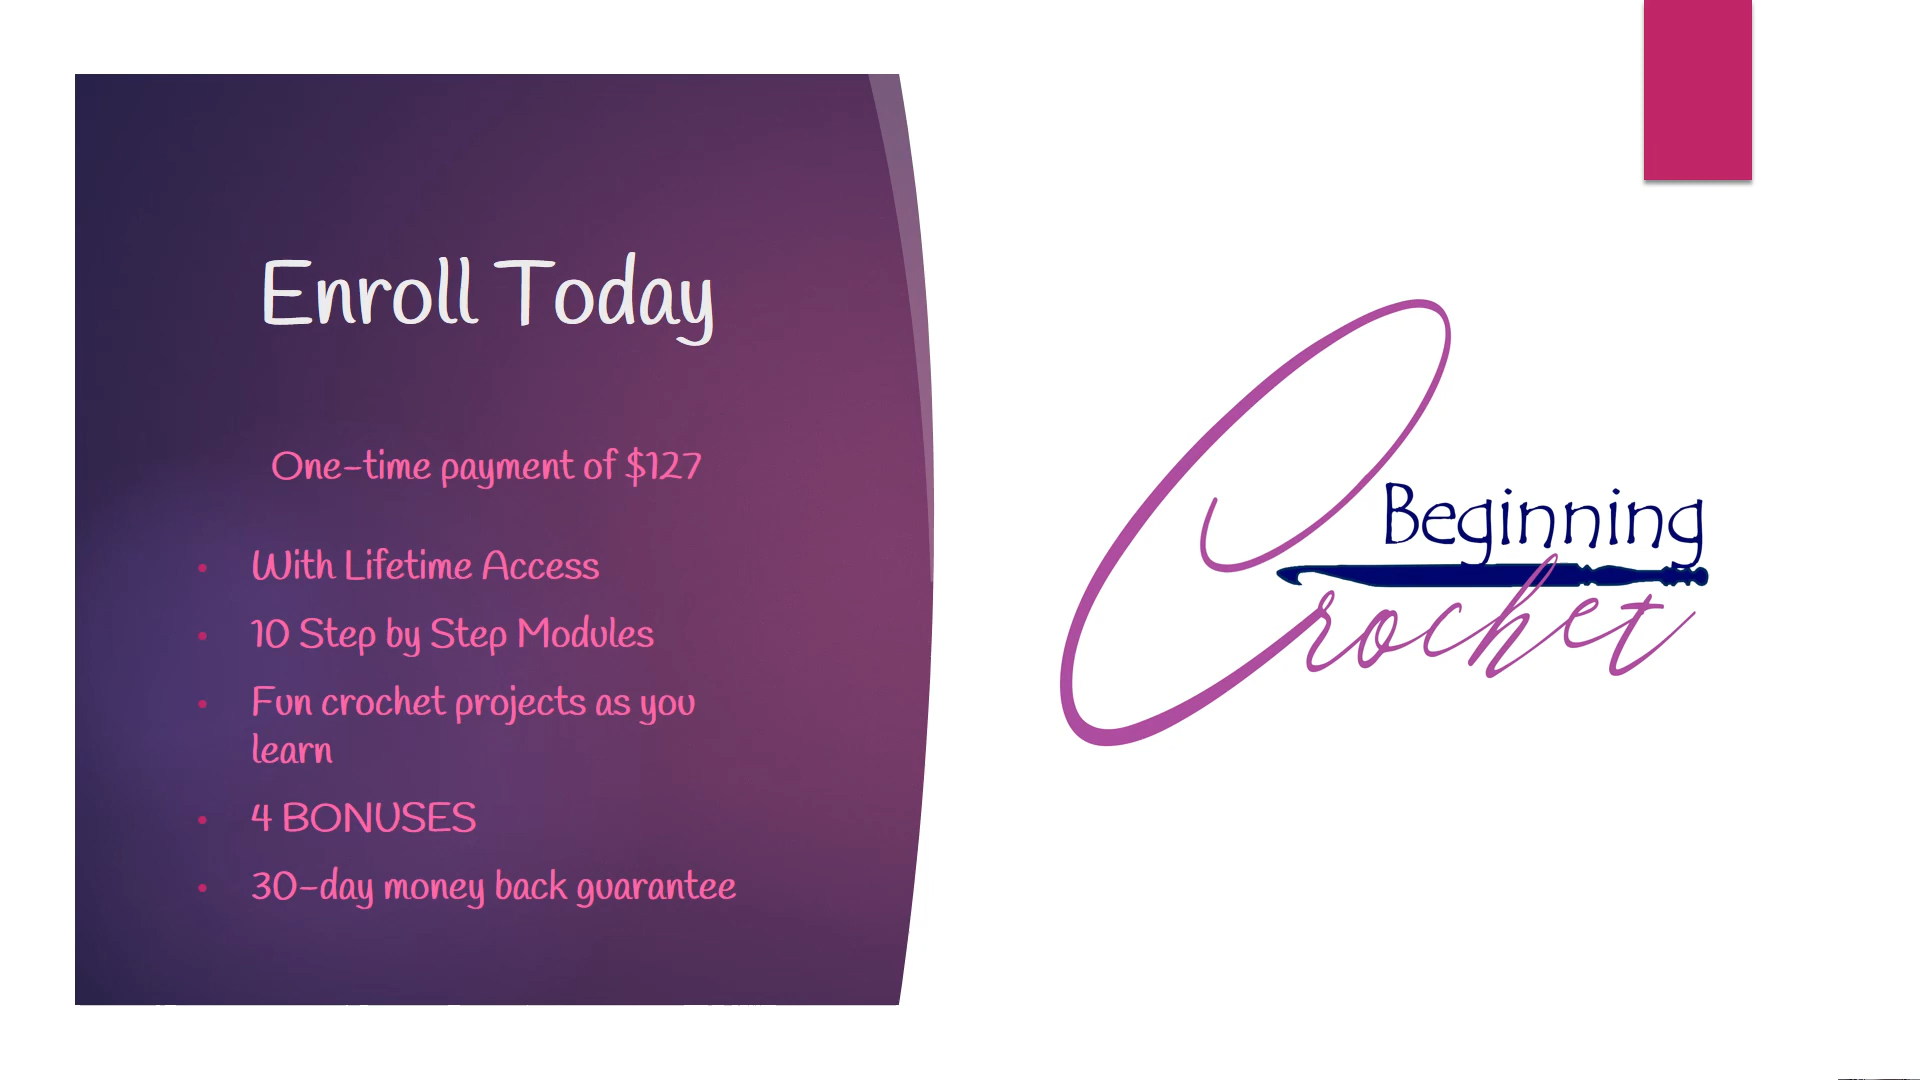 Enroll Today
One-time payment of $127
• With Lifetime Access
• 10 Step by Step Modules
• Fun crochet projects as you
learn
• 4 BONUSES
• 30-day money back guarantee
Beginning
Crochet